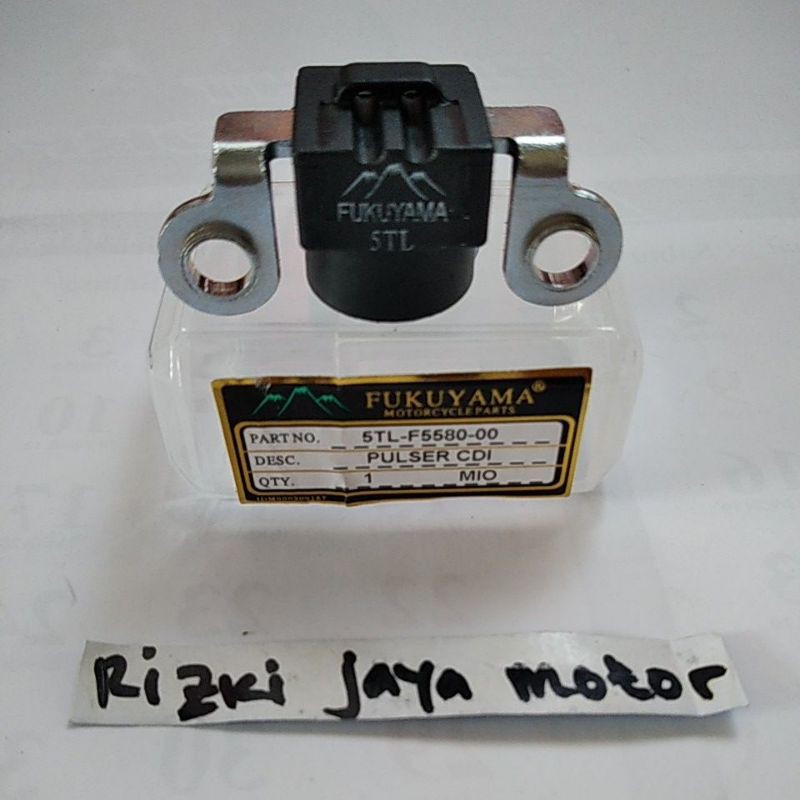 FUKUYAMA
5TL
FUKUYAMA®
MOTORCYCLE PARTS
PART NO. 5TL-F5580-00
DESC. PULSER CDI
QTY. 1 MIO
Rizki Jaya motor